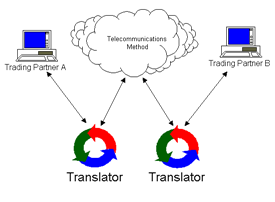 Telecommunications
Method
Trading Partner A
Trading Partner B
Translator
Translator